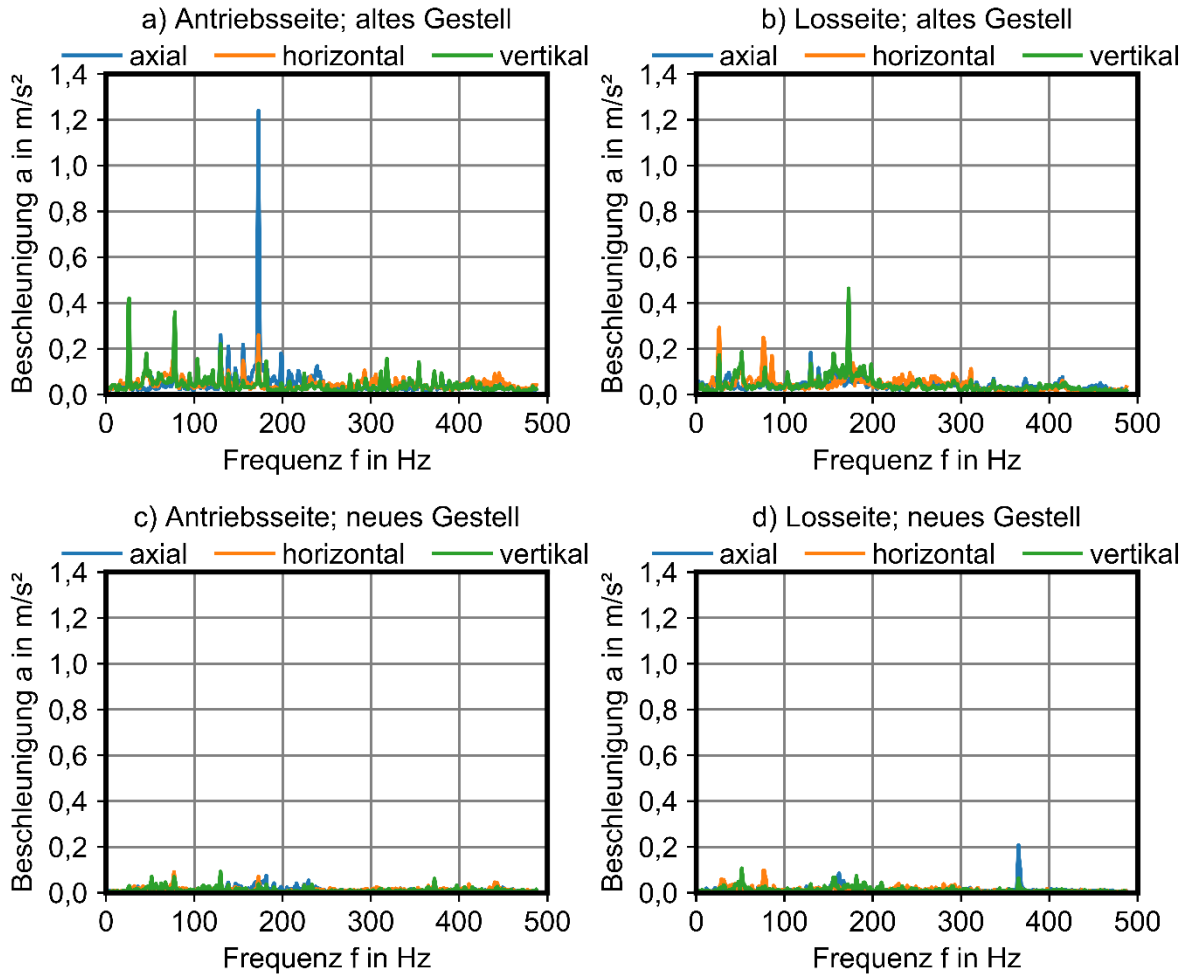 a) Antriebsseite; altes Gestell
axial horizontal vertikal
Beschleunigung a in m/s²
1,4
1,2
1,0
0,8
0,6
0,4
0,2
0,0
0 100 200 300 400 500
Frequenz f in Hz
b) Losseite; altes Gestell
axial horizontal vertikal
Beschleunigung a in m/s²
1,4
1,2
1,0
0,8
0,6
0,4
0,2
0,0
0 100 200 300 400 500
Frequenz f in Hz
c) Antriebsseite; neues Gestell
axial horizontal vertikal
Beschleunigung a in m/s²
1,4
1,2
1,0
0,8
0,6
0,4
0,2
0,0
0 100 200 300 400 500
Frequenz f in Hz
d) Losseite; neues Gestell
axial horizontal vertikal
Beschleunigung a in m/s²
1,4
1,2
1,0
0,8
0,6
0,4
0,2
0,0
0 100 200 300 400 500
Frequenz f in Hz